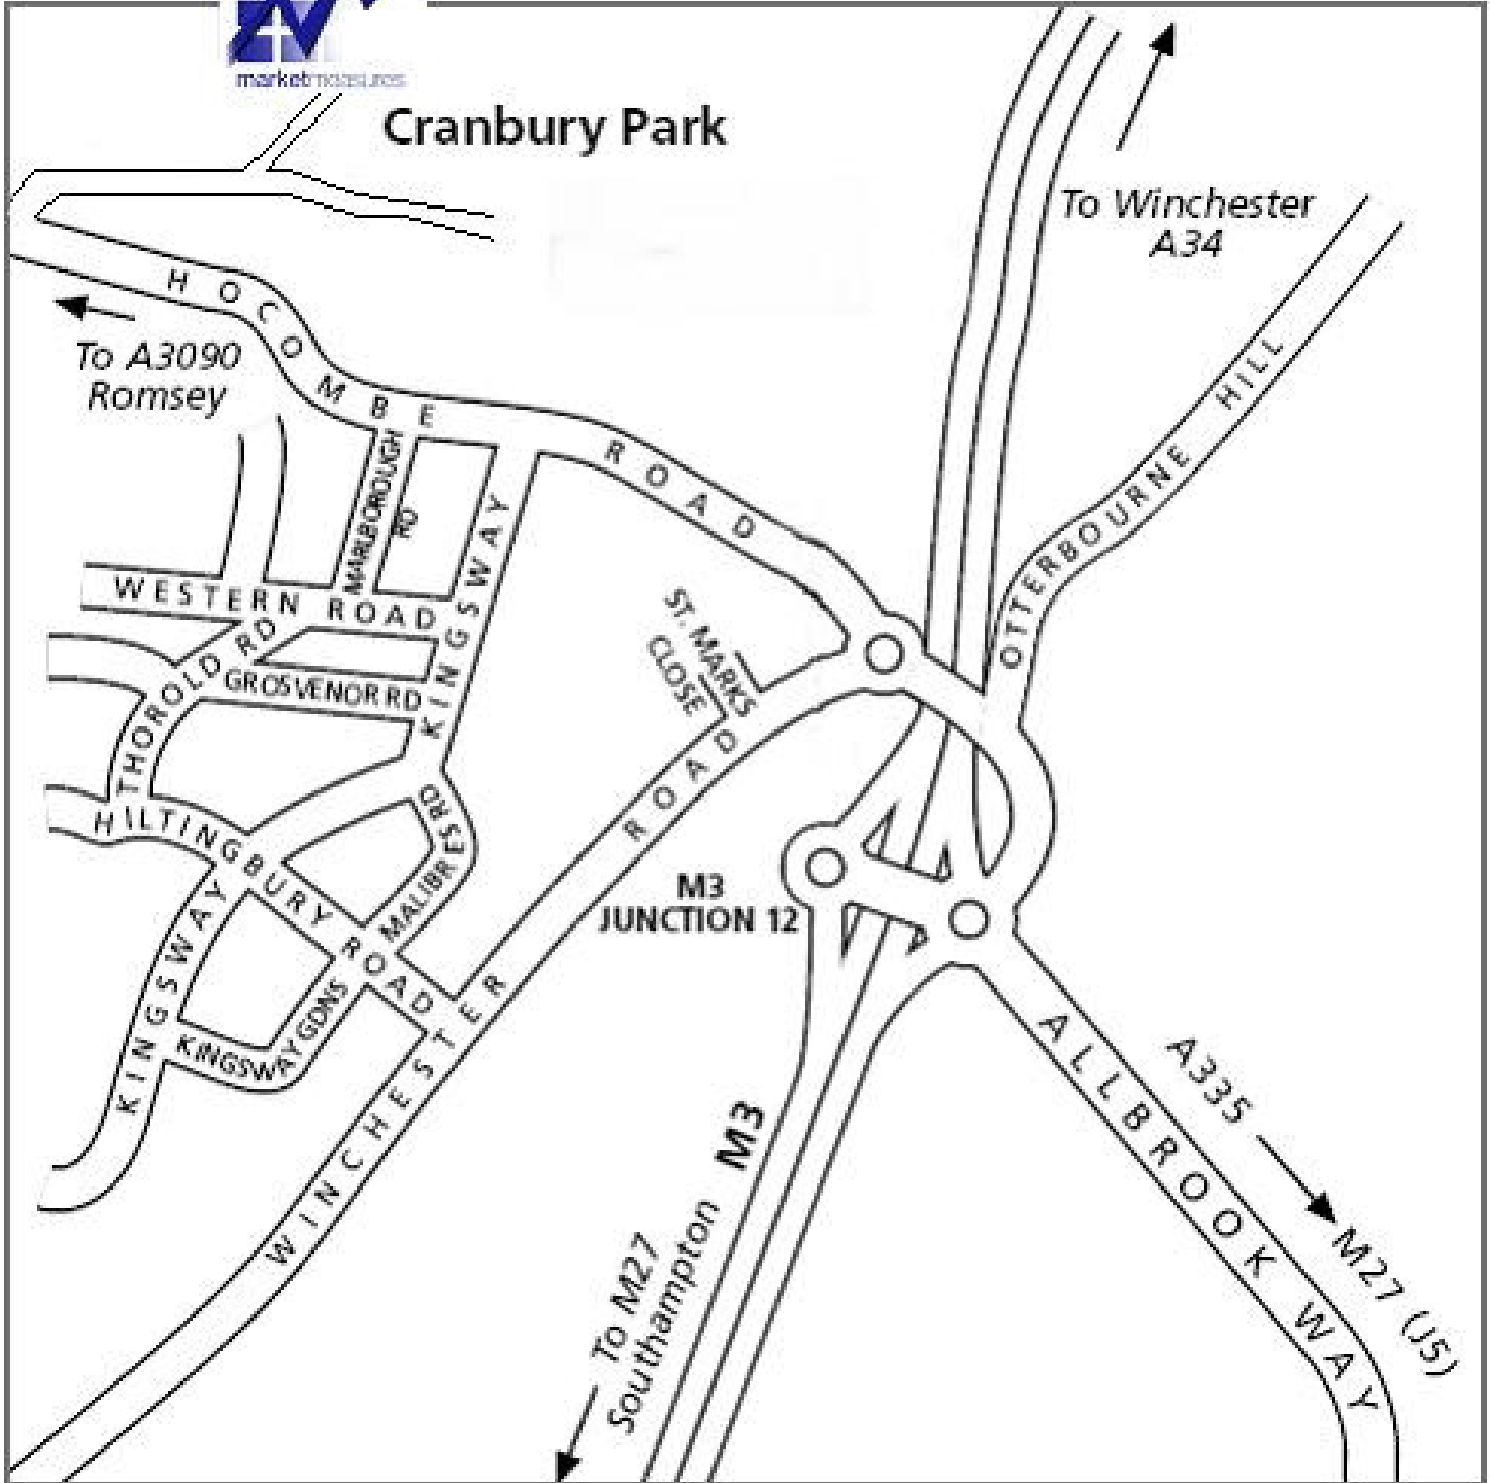 marketmeasures
Cranbury Park
To Winchester
A34
HOCOMBE ROAD
To A3090
Romsey
OTTERBOURNE HILL
MARLBOROUGH
RD
KINGSWAY
WESTERN ROAD
THOROLD RD
GROSVENOR RD
ST. MARKS
CLOSE
HILTINGBURY ROAD
MALIBRES RD
M3
JUNCTION 12
KINGSWAY
KINGSWAY GDNS
WINCHESTER ROAD
ALLBROOK WAY
A335
M27 (J5)
M3
To M27
Southampton